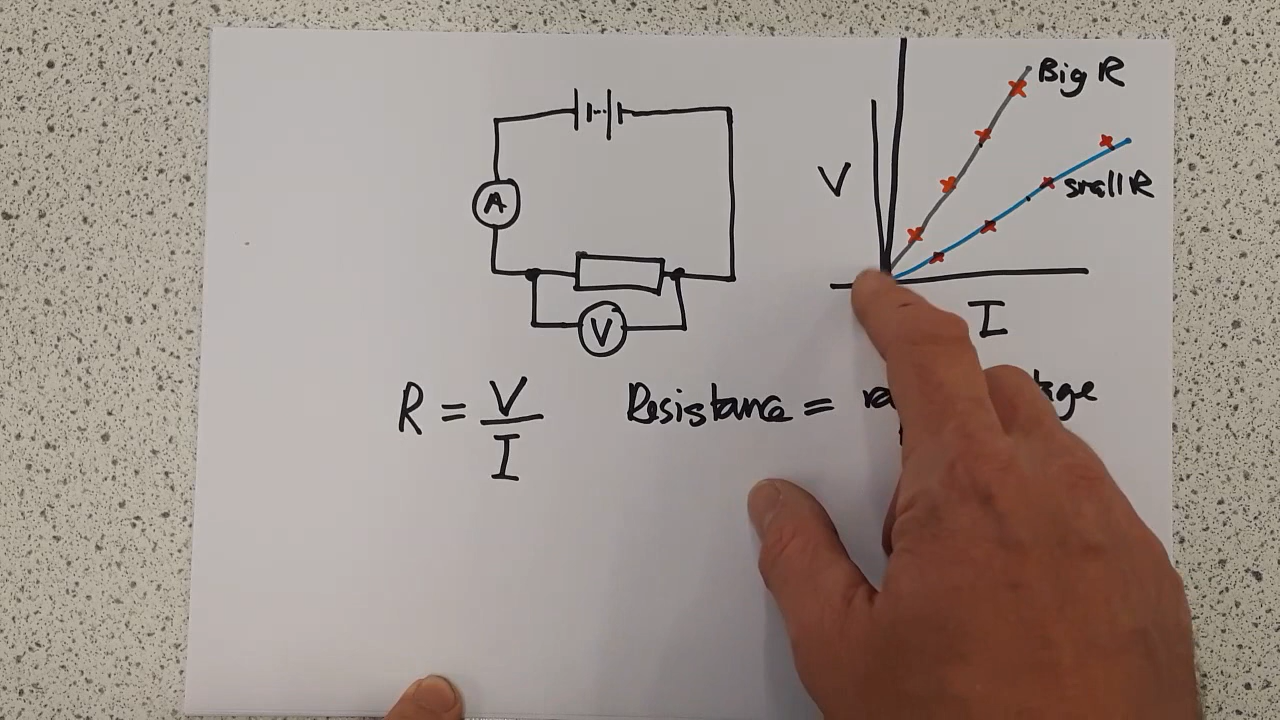 Big R
V
small R
A
I
V
R = V
I
Resistance =